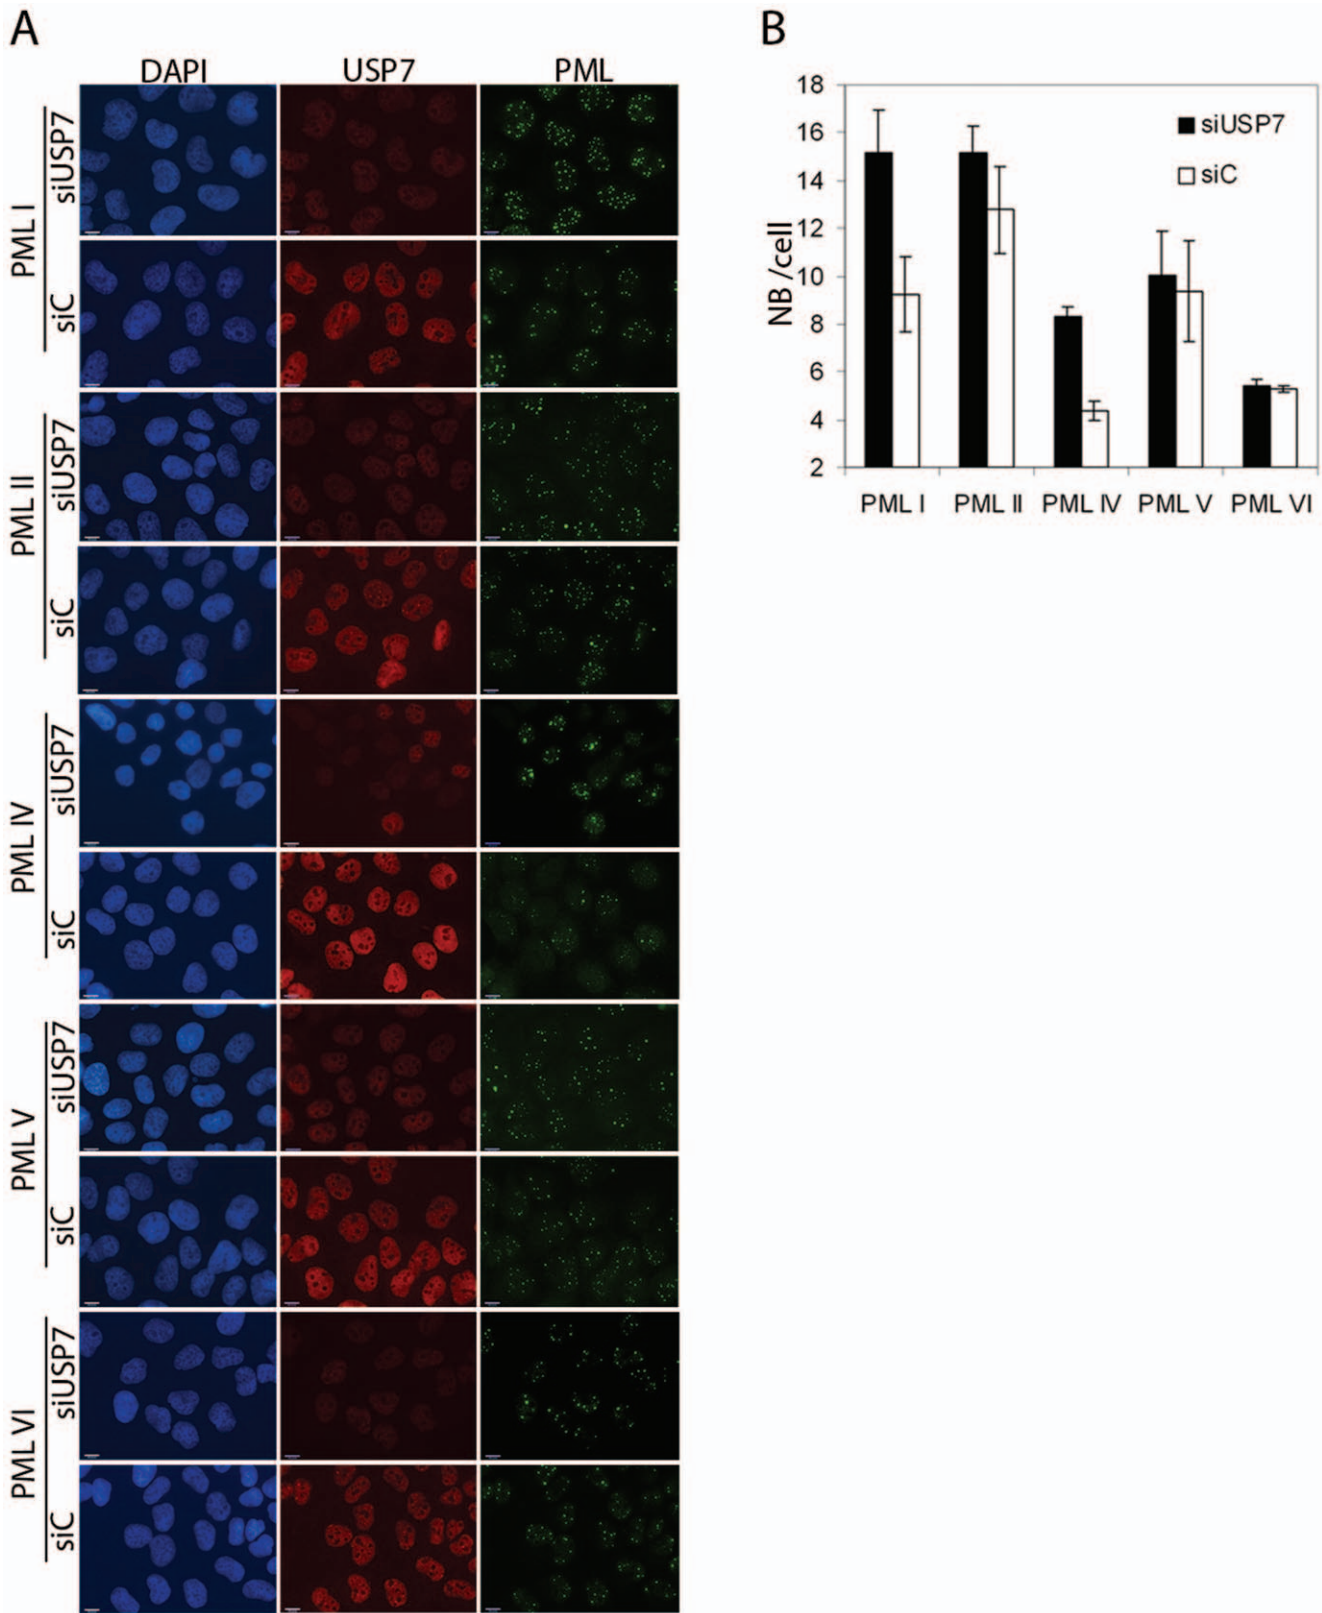 A
DAPI USP7 PML
PML I
siUSP7
siC
PML II
siUSP7
siC
PML IV
siUSP7
siC
PML V
siUSP7
siC
PML VI
siUSP7
siC
B
NB /cell
18
16
14
12
10
8
6
4
2
siUSP7
siC
PML I PML II PML IV PML V PML VI